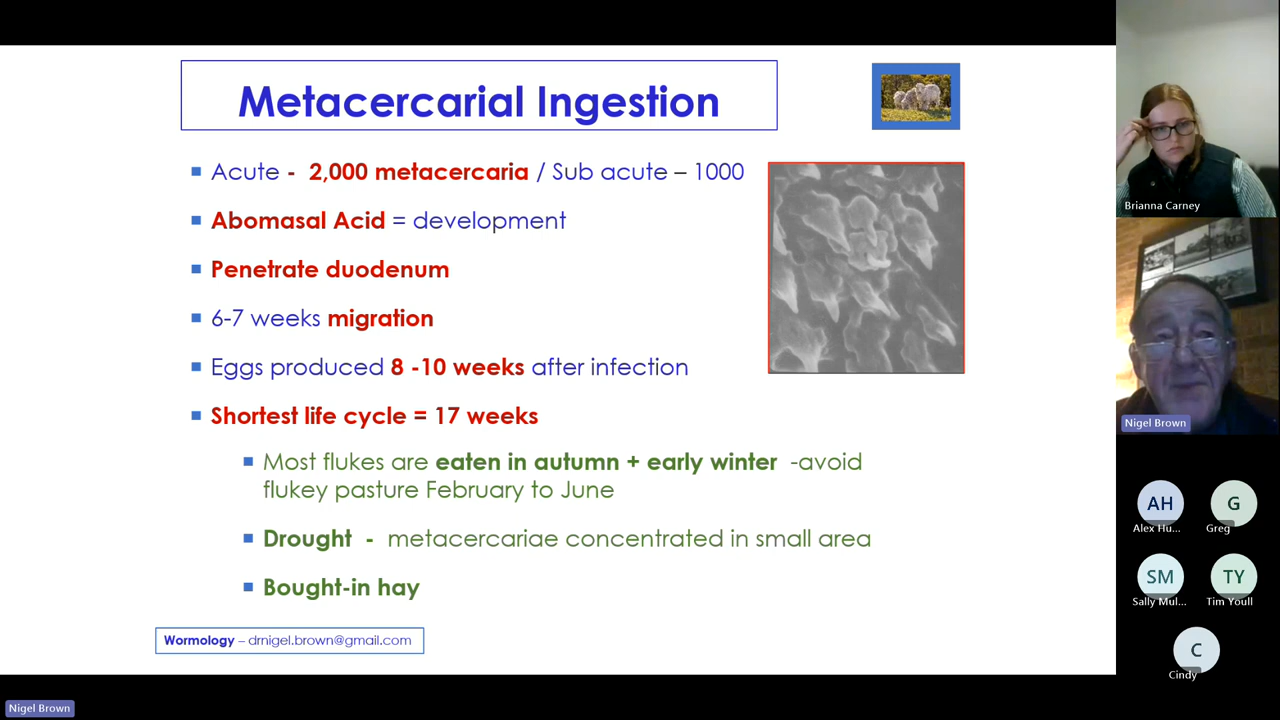 Metacercarial Ingestion
Acute - 2,000 metacercaria / Sub acute – 1000
Abomasal Acid = development
Penetrate duodenum
6-7 weeks migration
Eggs produced 8 -10 weeks after infection
Shortest life cycle = 17 weeks
Most flukes are eaten in autumn + early winter -avoid
flukey pasture February to June
Drought - metacercariae concentrated in small area
Bought-in hay
Wormology – drnigel.brown@gmail.com
Nigel Brown
Brianna Carney
Nigel Brown
AH
Alex Hu...
G
Greg
SM
Sally Mul...
TY
Tim Youll
C
Cindy